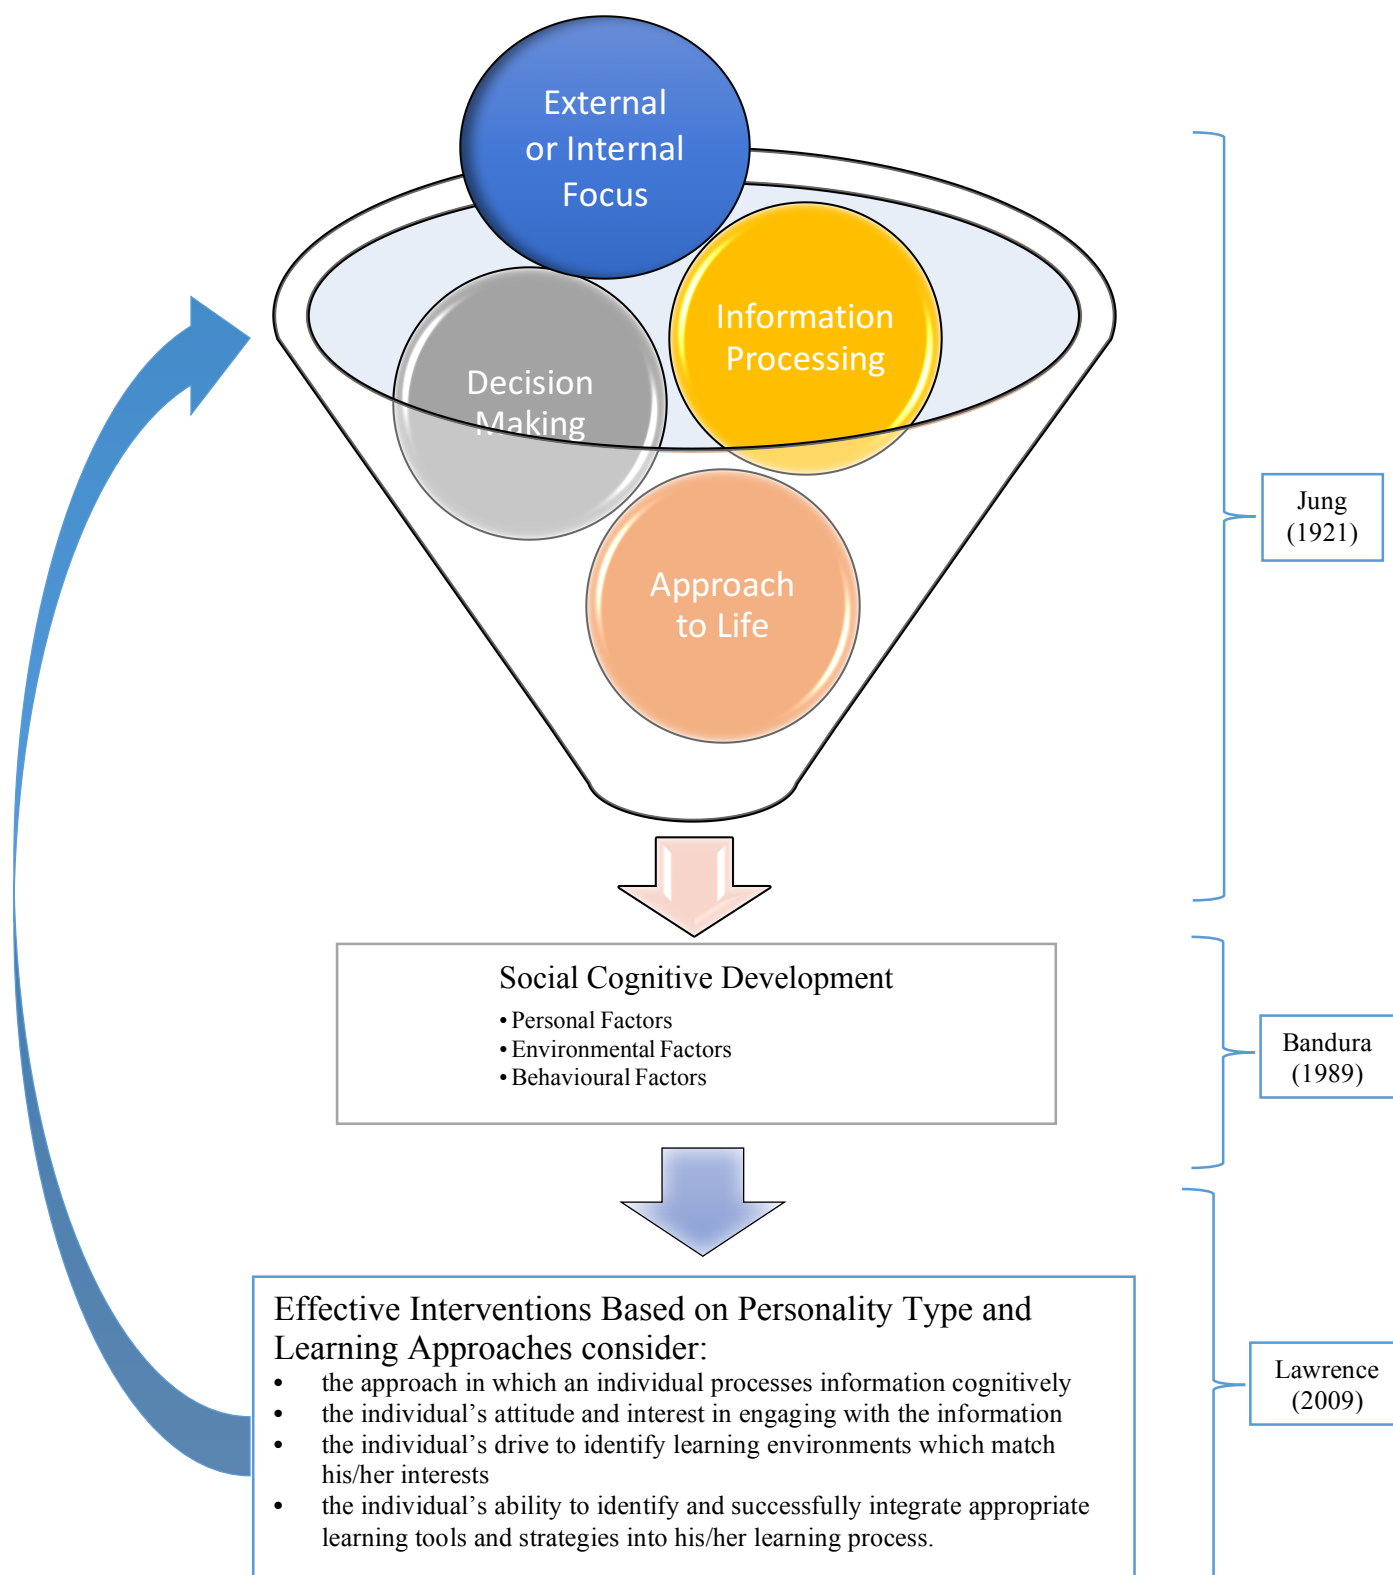 External
or Internal
Focus
Information
Processing
Decision
Making
Approach
to Life
Jung
(1921)
Social Cognitive Development
• Personal Factors
• Environmental Factors
• Behavioural Factors
Bandura
(1989)
Effective Interventions Based on Personality Type and
Learning Approaches consider:
• the approach in which an individual processes information cognitively
• the individual’s attitude and interest in engaging with the information
• the individual’s drive to identify learning environments which match
his/her interests
• the individual’s ability to identify and successfully integrate appropriate
learning tools and strategies into his/her learning process.
Lawrence
(2009)